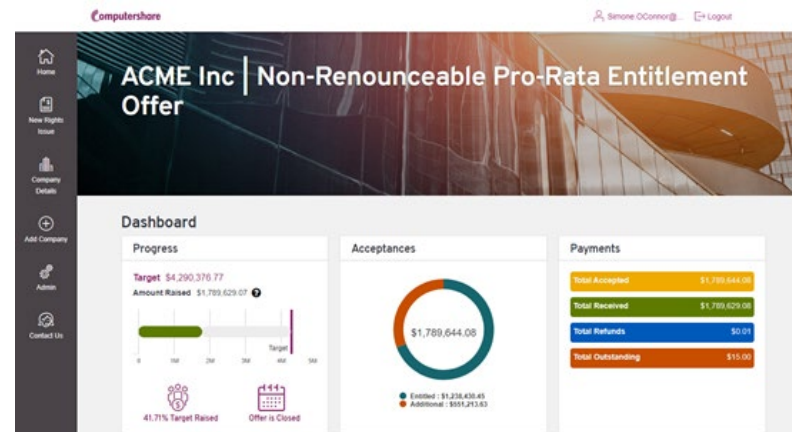 Computershare
Simone OConnor@...
Logout
Home
New Rights
Issue
Company
Details
Add Company
Admin
Contact Us
ACME Inc | Non-Renounceable Pro-Rata Entitlement
Offer
Dashboard
Progress
Target $4,290,376.77
Amount Raised $1,789,629.07 ?
Target
0 1M 2M 3M 4M 5M
41.71% Target Raised
Offer is Closed
Acceptances
$1,789,644.08
Entitled : $1,238,430.45
Additional : $551,213.63
Payments
Total Accepted $1,789,644.08
Total Received $1,789,629.08
Total Refunds $0.01
Total Outstanding $15.00